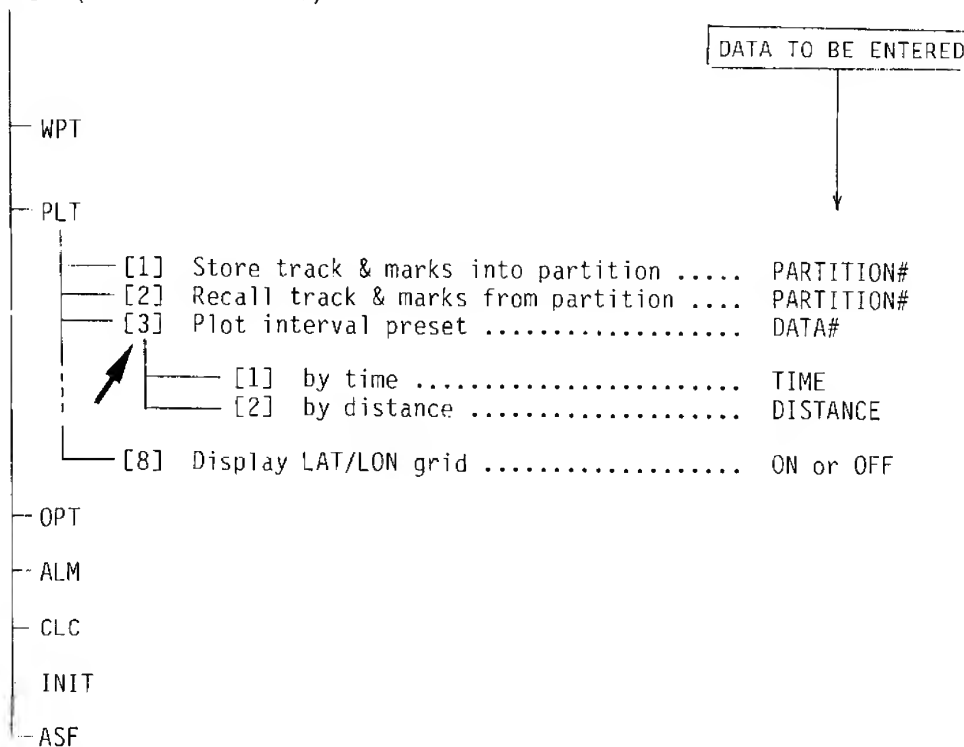 DATA TO BE ENTERED
WPT
PLT
[1] Store track & marks into partition ..... PARTITION#
[2] Recall track & marks from partition .... PARTITION#
[3] Plot interval preset ................... DATA#
[1] by time ........................ TIME
[2] by distance .................... DISTANCE
[8] Display LAT/LON grid ................... ON or OFF
OPT
ALM
CLC
INIT
ASF